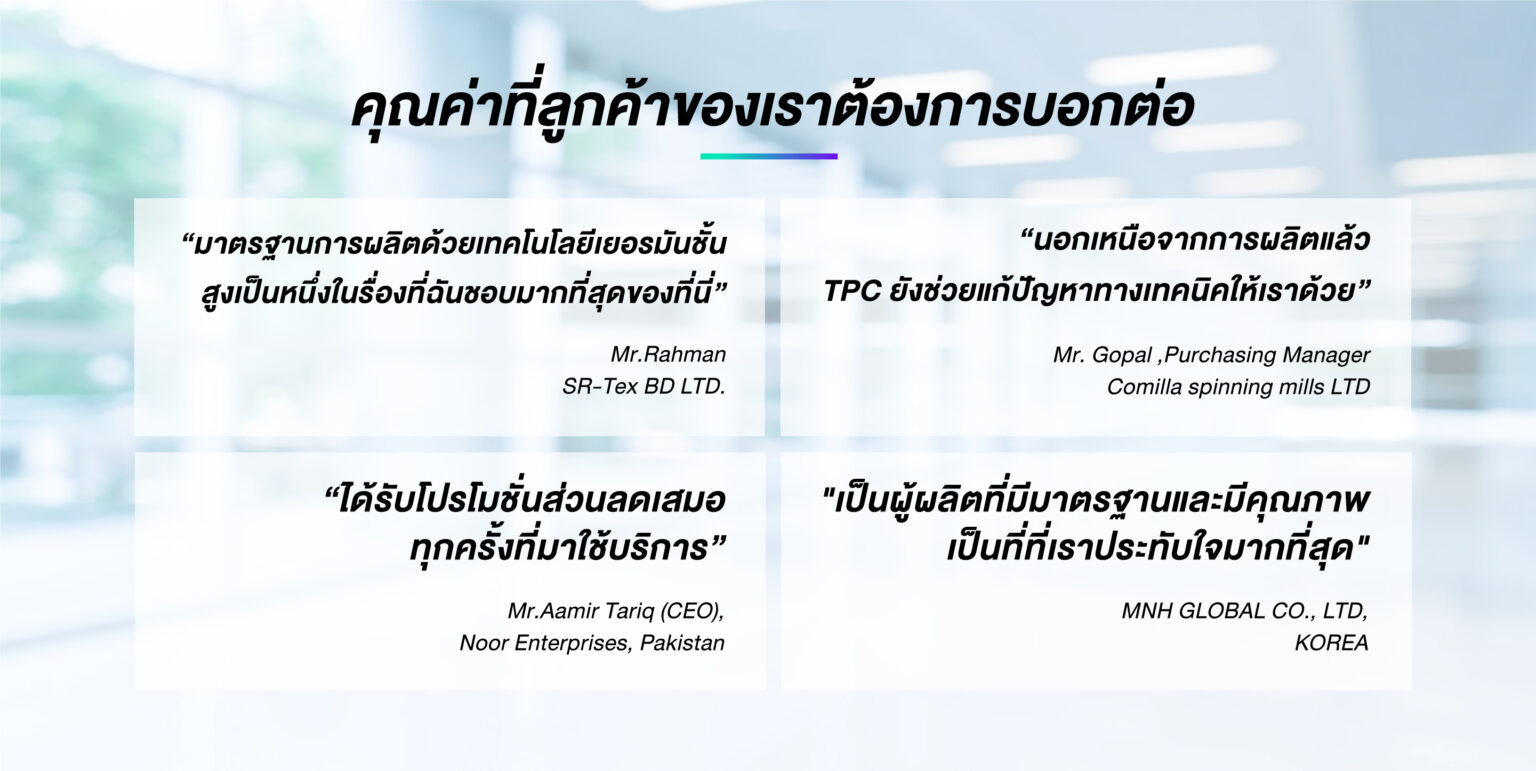 คุณค่าที่ลูกค้าของเราต้องการบอกต่อ
“มาตรฐานการผลิตด้วยเทคโนโลยีเยอรมันชั้น
สูงเป็นหนึ่งในรื่องที่ฉันชอบมากที่สุดของที่นี่”
Mr.Rahman
SR-Tex BD LTD.
“นอกเหนือจากการผลิตแล้ว
TPC ยังช่วยแก้ปัญหาทางเทคนิคให้เราด้วย”
Mr. Gopal ,Purchasing Manager
Comilla spinning mills LTD
“ได้รับโปรโมชั่นส่วนลดเสมอ
ทุกครั้งที่มาใช้บริการ”
Mr.Aamir Tariq (CEO),
Noor Enterprises, Pakistan
"เป็นผู้ผลิตที่มีมาตรฐานและมีคุณภาพ
เป็นที่ที่เราประทับใจมากที่สุด"
MNH GLOBAL CO., LTD,
KOREA